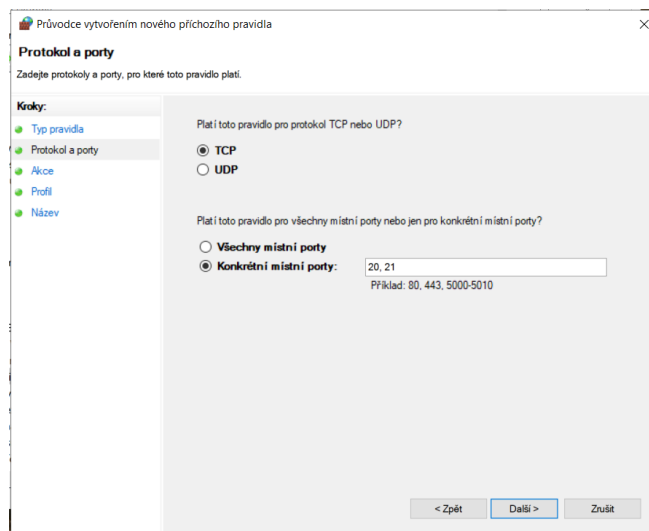 Průvodce vytvořením nového příchozího pravidla
Protokol a porty
Zadejte protokoly a porty, pro které toto pravidlo platí.
Kroky:
Typ pravidla
Protokol a porty
Akce
Profil
Název
Platí toto pravidlo pro protokol TCP nebo UDP?
TCP
UDP
Platí toto pravidlo pro všechny místní porty nebo jen pro konkrétní místní porty?
Všechny místní porty
Konkrétní místní porty: 20, 21
Příklad: 80, 443, 5000-5010
< Zpět Další > Zrušit